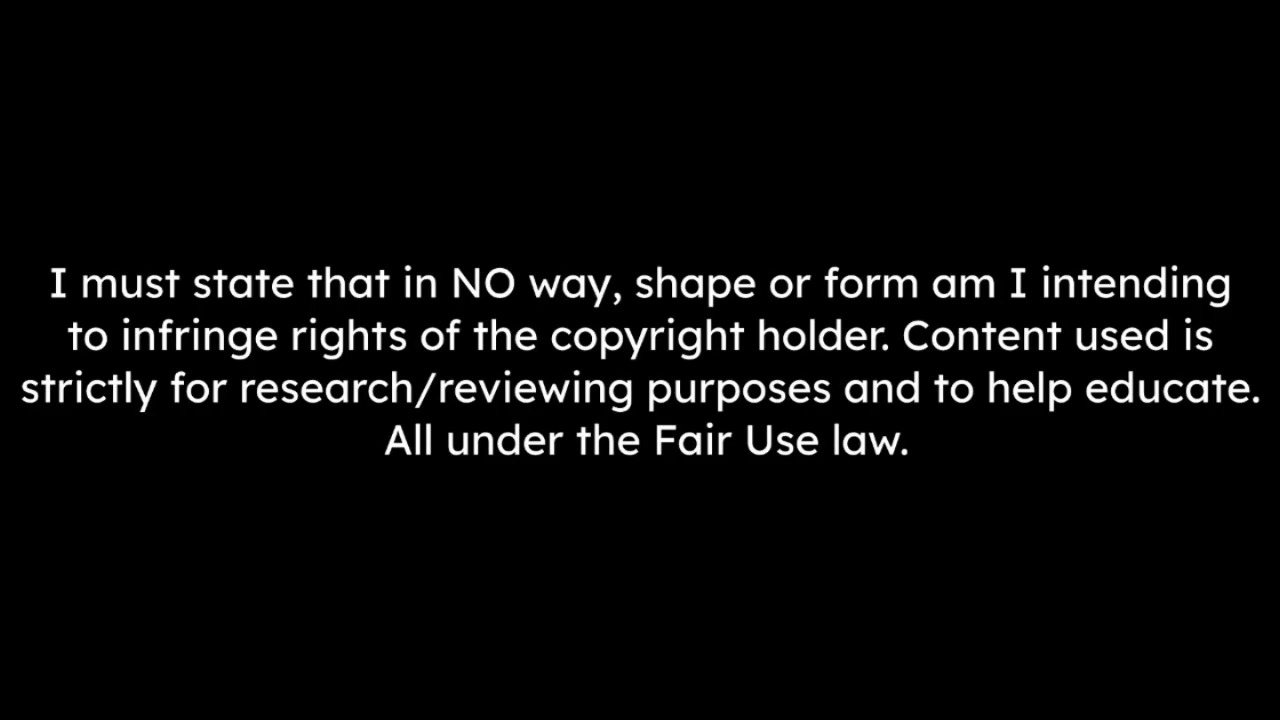 I must state that in NO way, shape or form am I intending
to infringe rights of the copyright holder. Content used is
strictly for research/reviewing purposes and to help educate.
All under the Fair Use law.